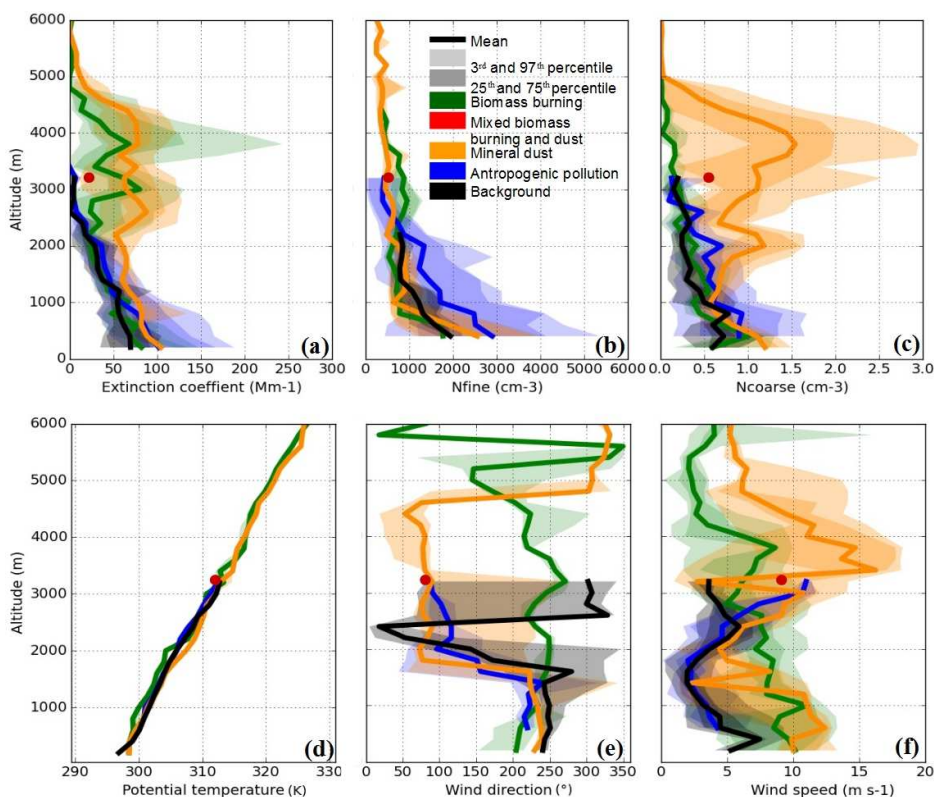 6000
5000
4000
3000
2000
1000
0
Altitude (m)
0 50 100 150 200 250 300
Extinction coeffient (Mm-1)
(a)
Mean
3rd and 97th percentile
25th and 75th percentile
Biomass burning
Mixed biomass
burning and dust
Mineral dust
Antropogenic pollution
Background
0 1000 2000 3000 4000 5000 6000
Nfine (cm-3)
(b)
0.0 0.5 1.0 1.5 2.0 2.5 3.0
Ncoarse (cm-3)
(c)
6000
5000
4000
3000
2000
1000
Altitude (m)
290 300 310 320 330
Potential temperature (K)
(d)
0 50 100 150 200 250 300 350
Wind direction (°)
(e)
0 5 10 15 20
Wind speed (m s-1)
(f)